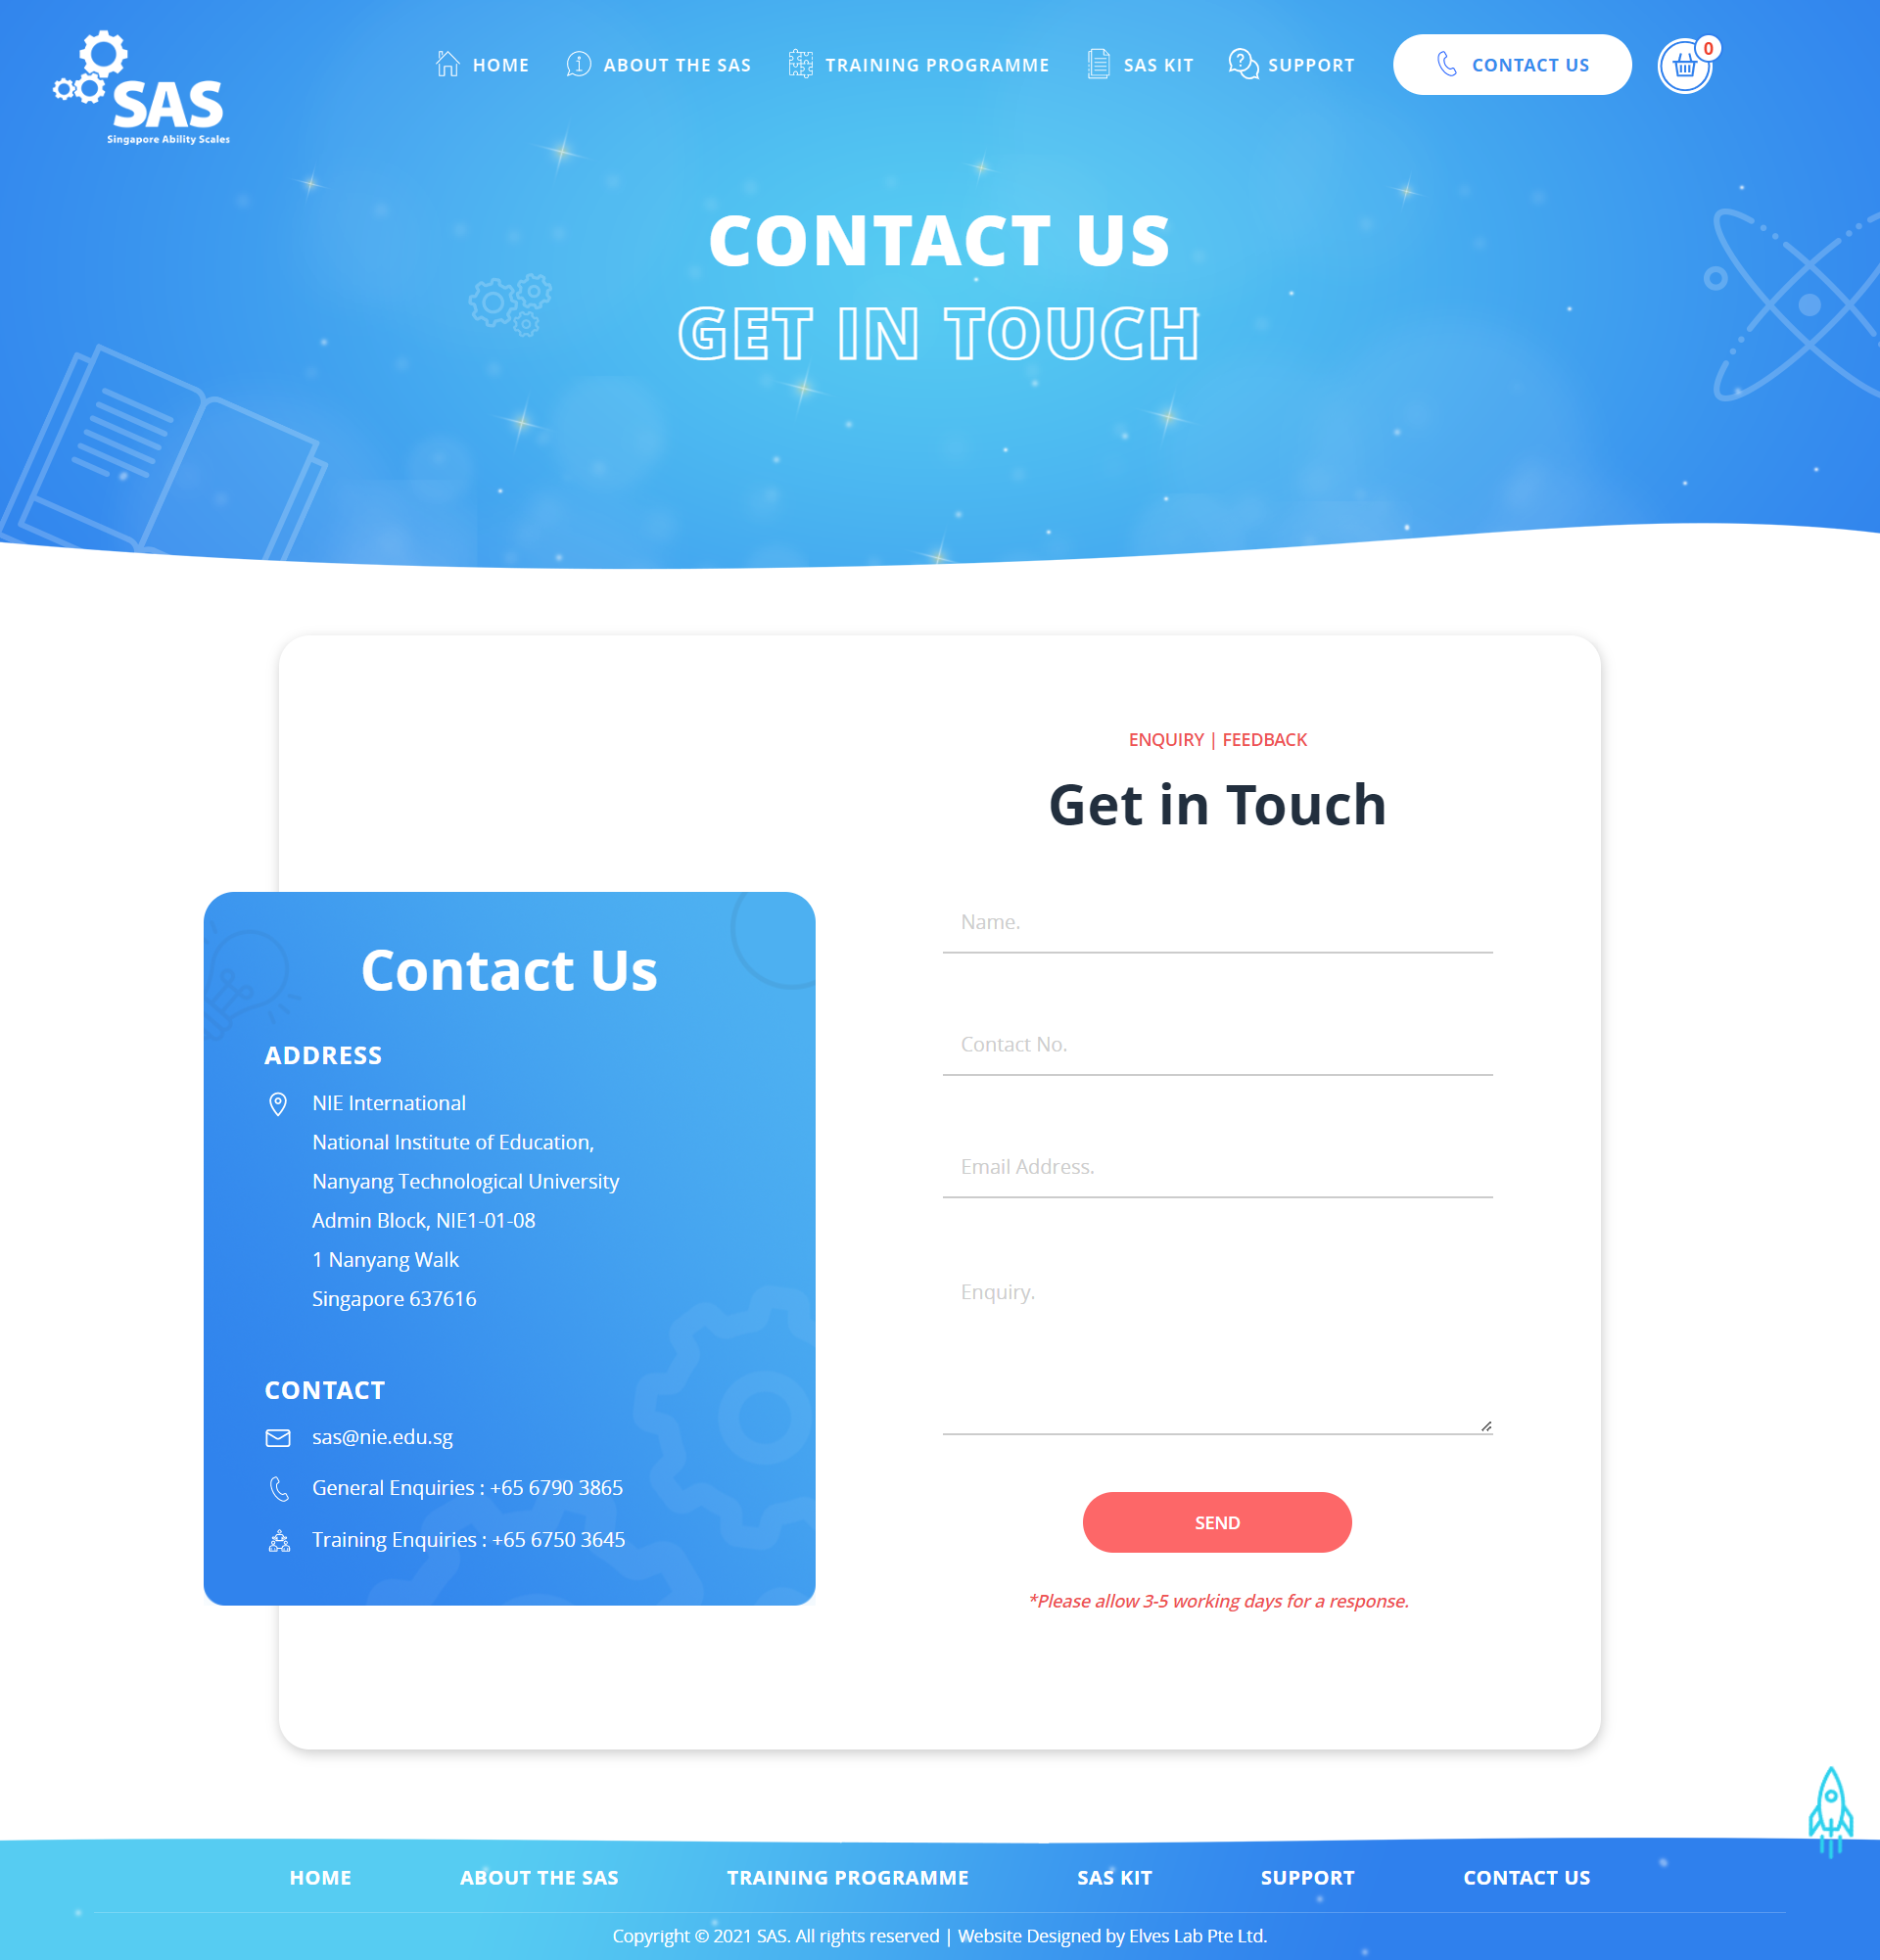 SAS
Singapore Ability Scales
HOME
ABOUT THE SAS
TRAINING PROGRAMME
SAS KIT
SUPPORT
CONTACT US
0
CONTACT US
GET IN TOUCH
ENQUIRY | FEEDBACK
Get in Touch
Name.
Contact No.
Email Address.
Enquiry.
SEND
*Please allow 3-5 working days for a response.
Contact Us
ADDRESS
NIE International
National Institute of Education,
Nanyang Technological University
Admin Block, NIE1-01-08
1 Nanyang Walk
Singapore 637616
CONTACT
sas@nie.edu.sg
General Enquiries : +65 6790 3865
Training Enquiries : +65 6750 3645
HOME
ABOUT THE SAS
TRAINING PROGRAMME
SAS KIT
SUPPORT
CONTACT US
Copyright © 2021 SAS. All rights reserved | Website Designed by Elves Lab Pte Ltd.